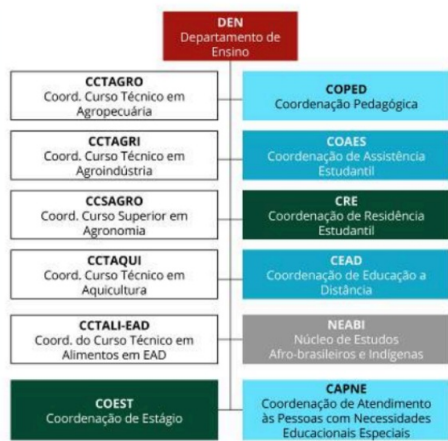 DEN
Departamento de
Ensino
CCTAGRO
Coord. Curso Técnico em
Agropecuária
COPED
Coordenação Pedagógica
CCTAGRI
Coord. Curso Técnico em
Agroindústria
COAES
Coordenação de Assistência
Estudantil
CCSAGRO
Coord. Curso Superior em
Agronomia
CRE
Coordenação de Residência
Estudantil
CCTAQUI
Coord. Curso Técnico em
Aquicultura
CEAD
Coordenação de Educação a
Distância
CCTALI-EAD
Coord. do Curso Técnico em
Alimentos em EAD
NEABI
Núcleo de Estudos
Afro-brasileiros e Indígenas
COEST
Coordenação de Estágio
CAPNE
Coordenação de Atendimento
às Pessoas com Necessidades
Educacionais Especiais